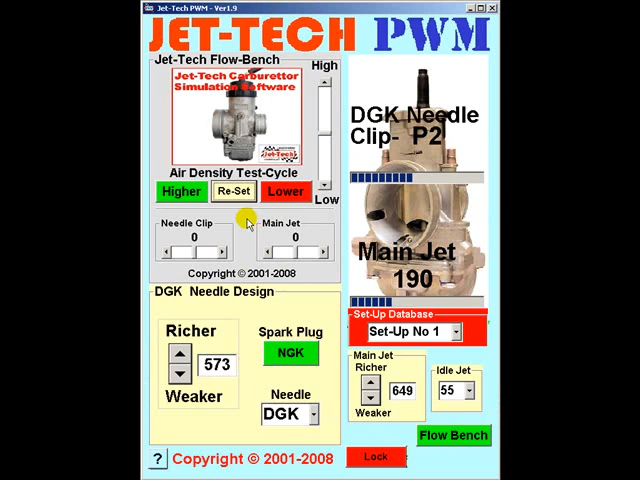 Jet-Tech PWM - Ver1.9
JET-TECH PWM
Jet-Tech Flow-Bench
High
Jet-Tech Carburettor
Simulation Software
Jet-Tech
Air Density Test-Cycle
Higher
Re-Set
Lower
Low
Needle Clip
0
Main Jet
0
Copyright © 2001-2008
DGK Needle
Clip- P2
Main Jet
190
DGK Needle Design
Richer
573
Weaker
Spark Plug
NGK
Needle
DGK
Set-Up Database
Set-Up No 1
Main Jet
Richer
649
Weaker
Idle Jet
55
Flow Bench
? Copyright © 2001-2008
Lock